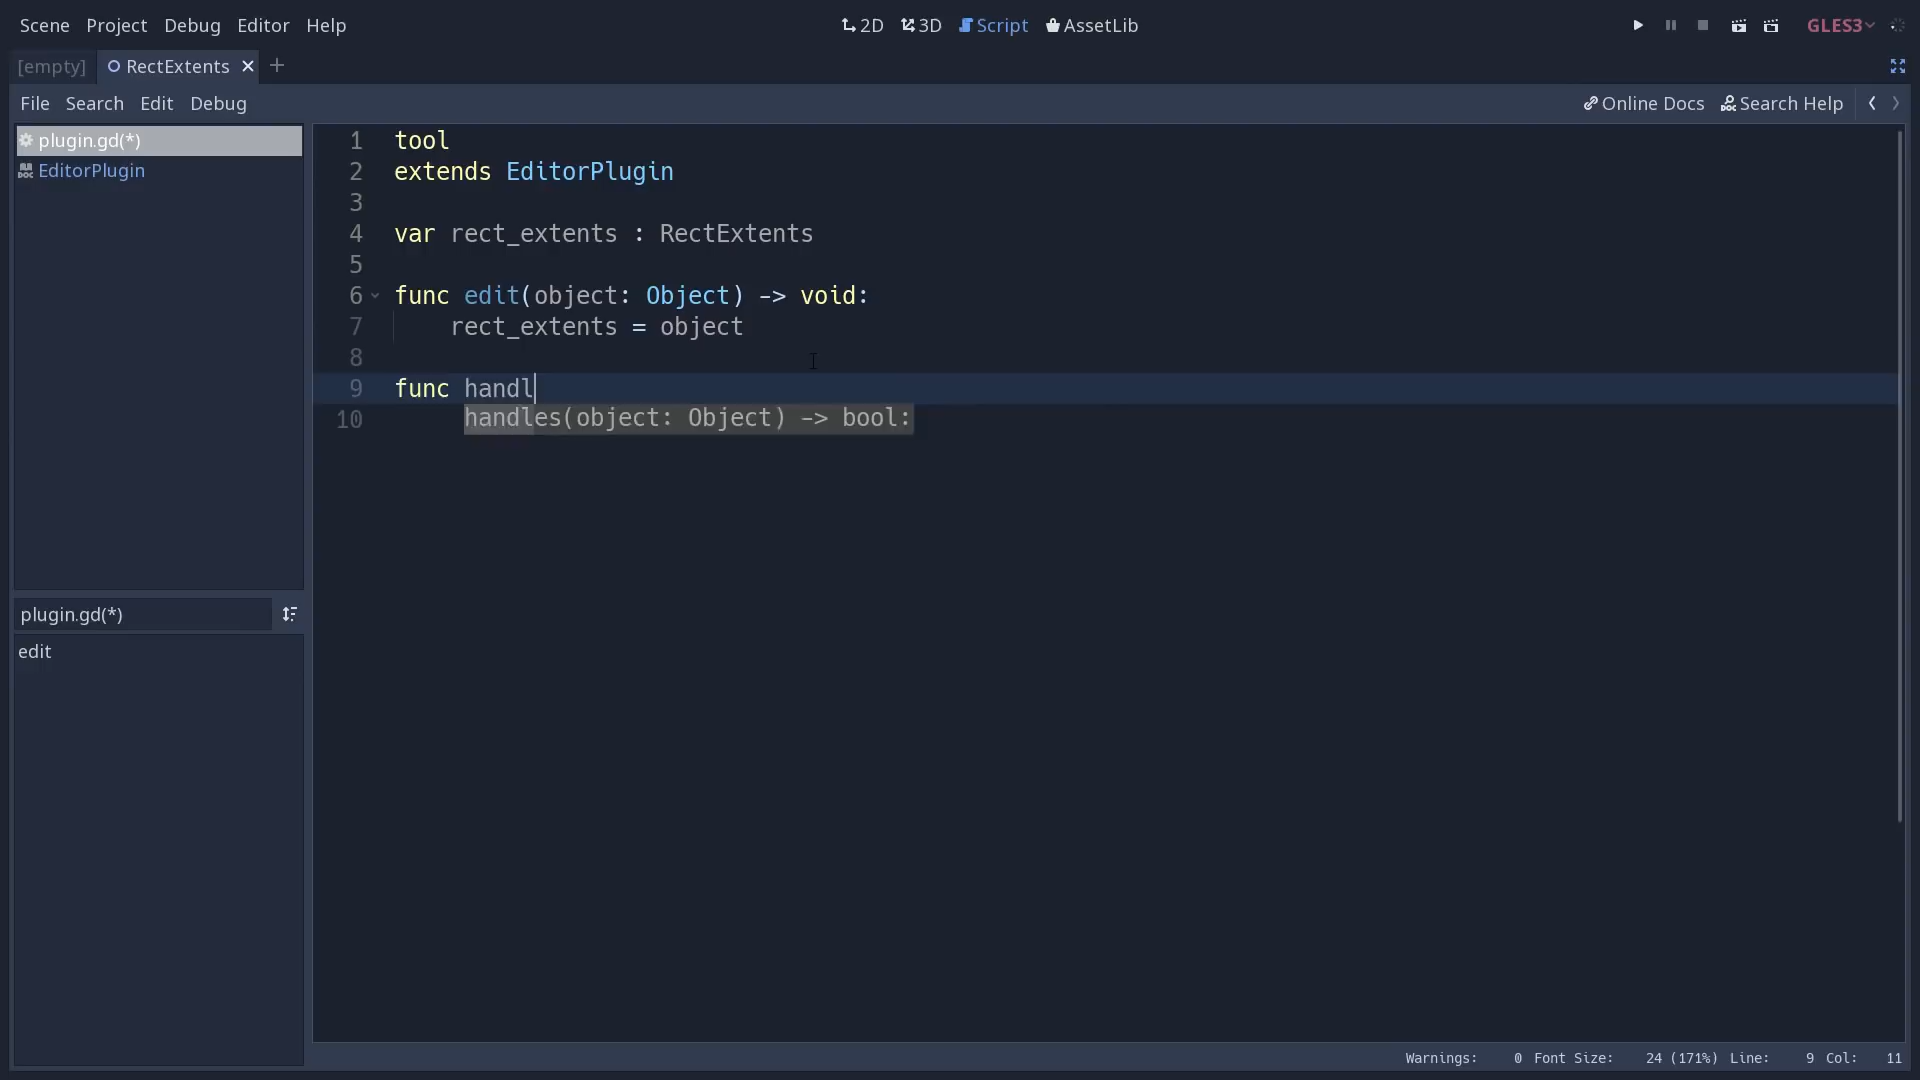 Scene Project Debug Editor Help 2D 3D Script AssetLib GLES3
[empty] RectExtents
File Search Edit Debug Online Docs Search Help
plugin.gd(*)
EditorPlugin
plugin.gd(*)
edit
1 tool
2 extends EditorPlugin
3
4 var rect_extents : RectExtents
5
6 func edit(object: Object) -> void:
7 rect_extents = object
8
9 func handl
10 handles(object: Object) -> bool:
Warnings: 0 Font Size: 24 (171%) Line: 9 Col: 11